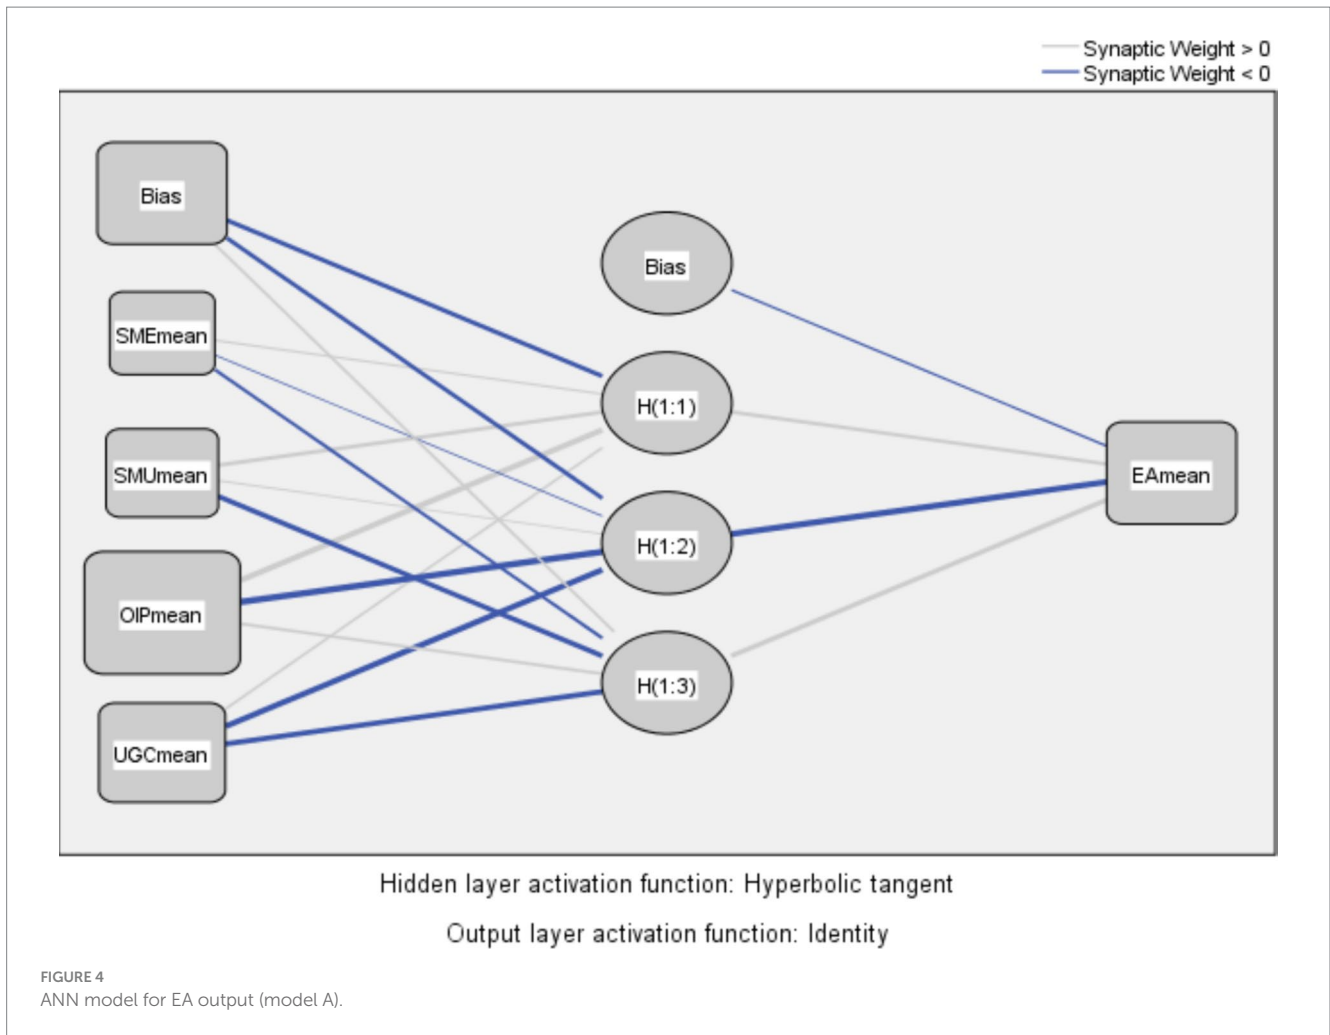 Synaptic Weight > 0
Synaptic Weight < 0
Bias
SMEmean
SMUmean
OIPmean
UGCmean
Bias
H(1:1)
H(1:2)
H(1:3)
EAmean
Hidden layer activation function: Hyperbolic tangent
Output layer activation function: Identity
FIGURE 4
ANN model for EA output (model A).